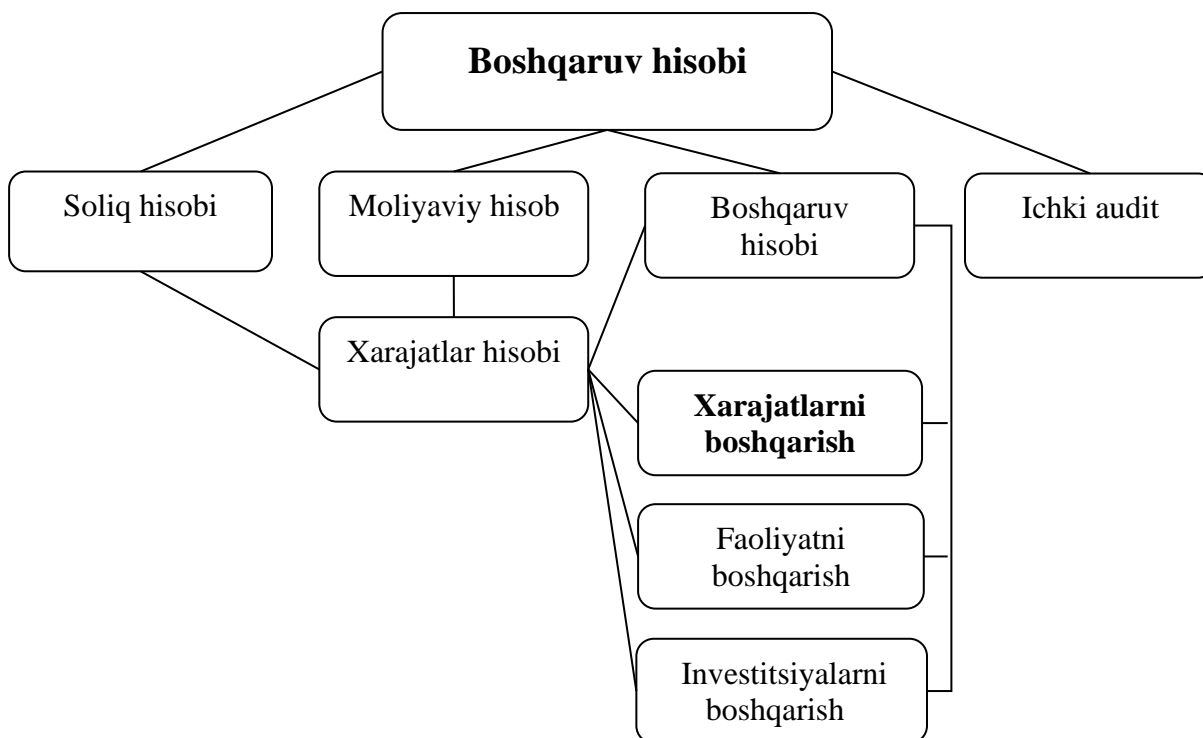 Boshqaruv hisobi
Soliq hisobi
Moliyaviy hisob
Boshqaruv
hisobi
Ichki audit
Xarajatlar hisobi
Xarajatlarni
boshqarish
Faoliyatni
boshqarish
Investitsiyalarni
boshqarish